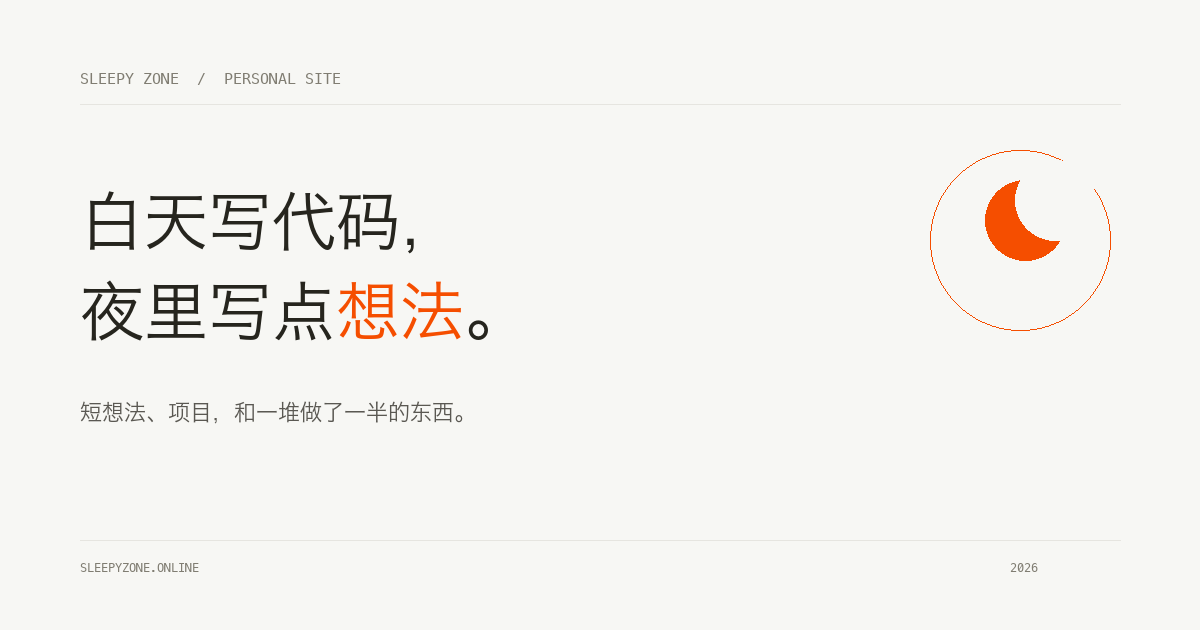 SLEEPY ZONE / PERSONAL SITE
白天写代码,
夜里写点想法。
短想法、项目，和一堆做了一半的东西。
SLEEPYZONE.ONLINE
2026